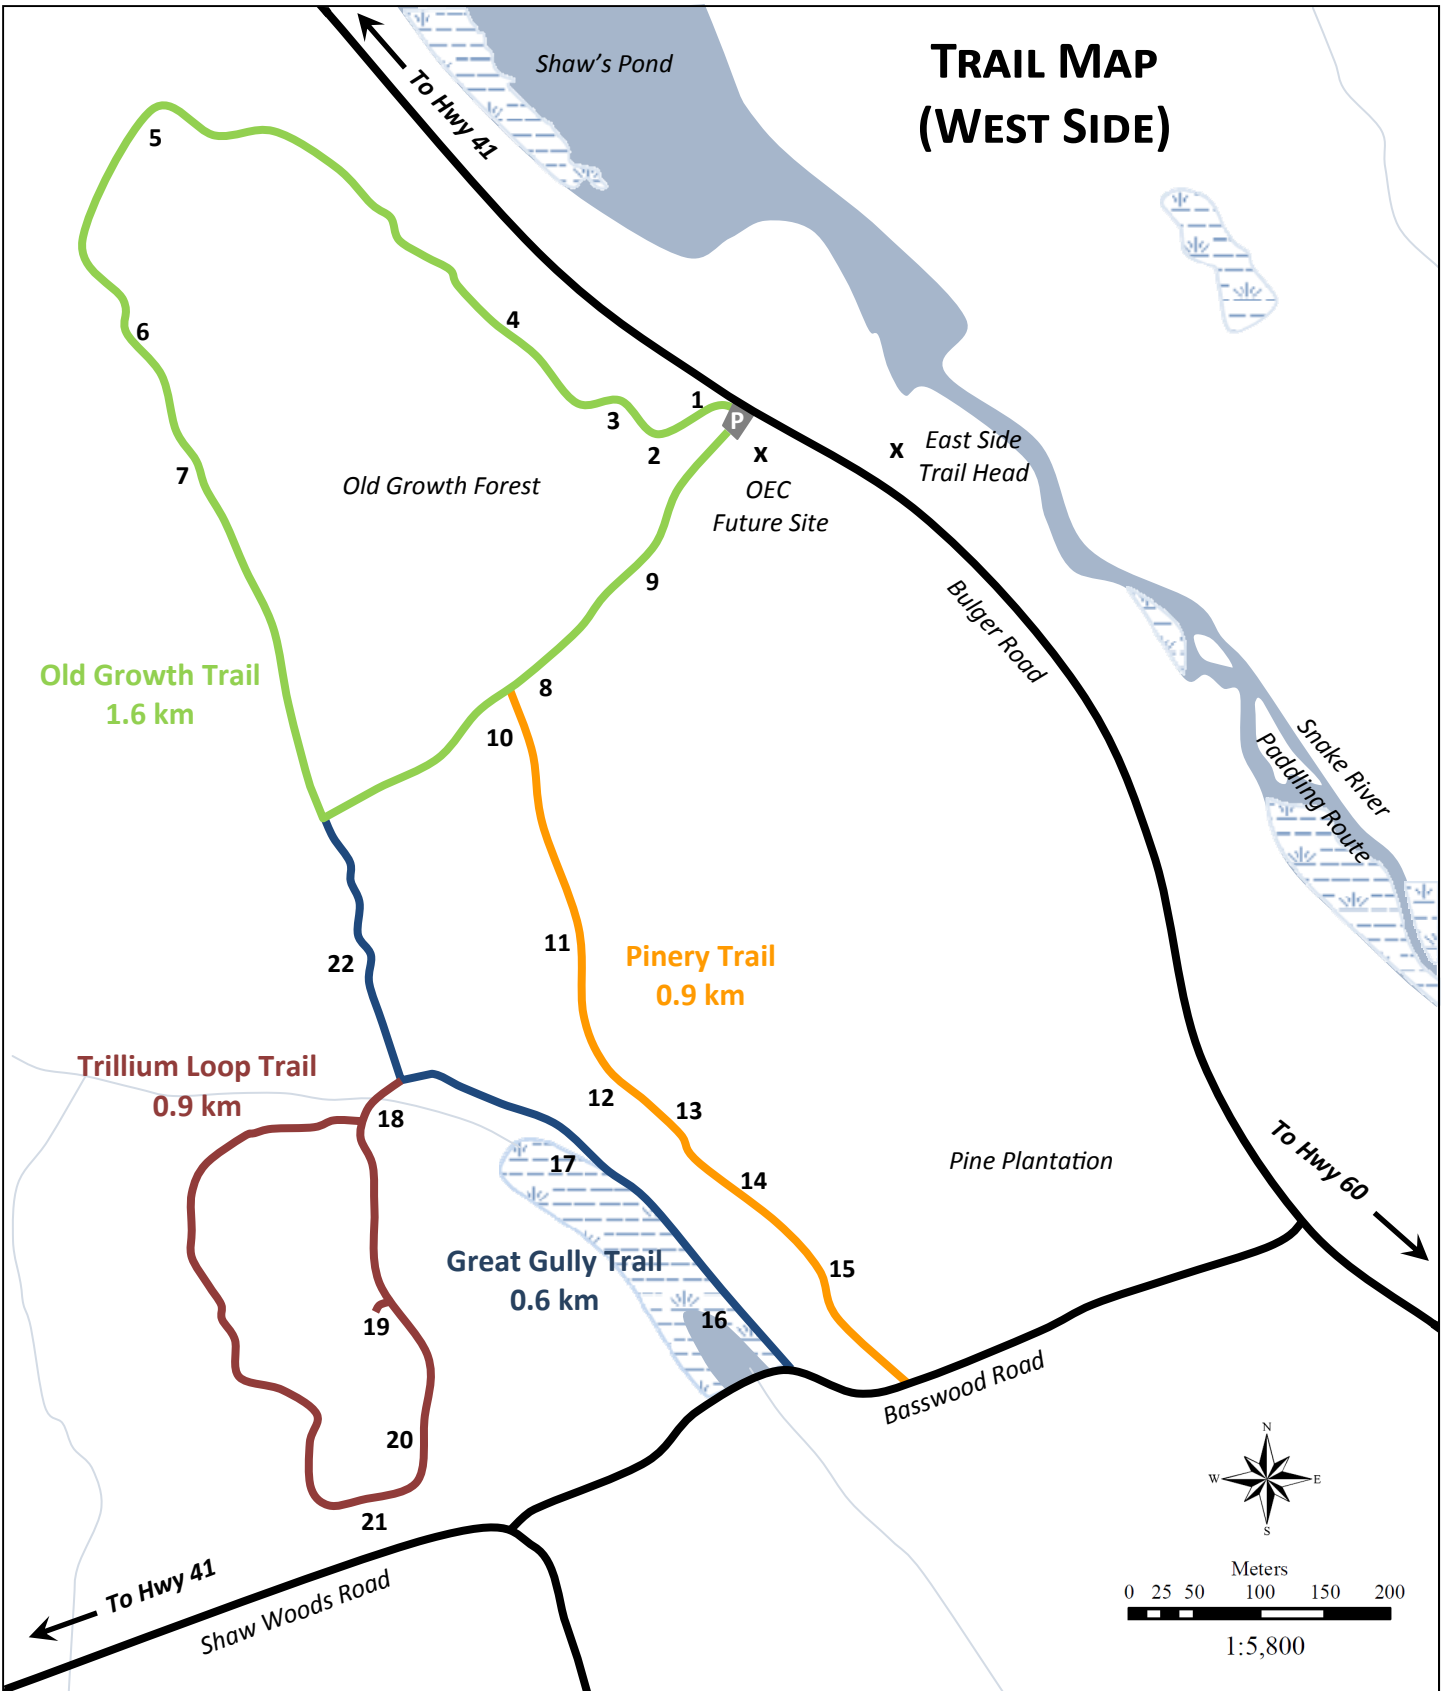 TRAIL MAP
(WEST SIDE)
Shaw's Pond
To Hwy 41
5
4
6
1
P
3
2
x
x
East Side
Trail Head
7
Old Growth Forest
OEC
Future Site
9
Bulger Road
Old Growth Trail
1.6 km
8
10
Snake River
Paddling Route
11
Pinery Trail
0.9 km
22
Trillium Loop Trail
0.9 km
12
13
18
17
14
Pine Plantation
To Hwy 60
Great Gully Trail
0.6 km
15
16
19
Basswood Road
20
21
N
W
E
S
To Hwy 41
Shaw Woods Road
Meters
0 25 50 100 150 200
1:5,800